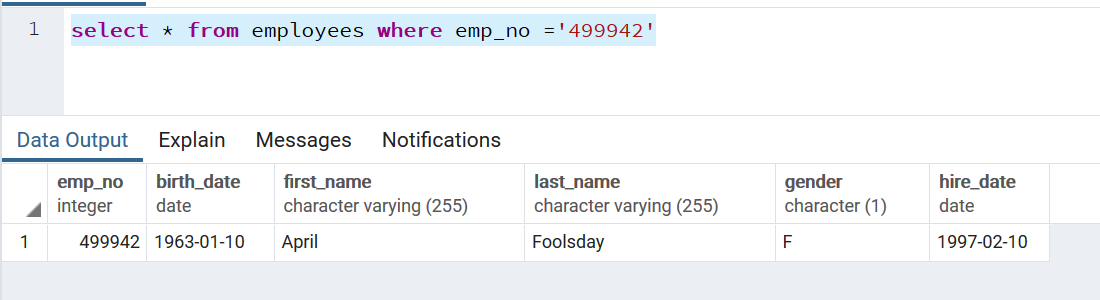 1 select * from employees where emp_no ='499942'
Data Output Explain Messages Notifications
emp_no birth_date first_name last_name gender hire_date
integer date character varying (255) character varying (255) character (1) date
1 499942 1963-01-10 April Foolsday F 1997-02-10